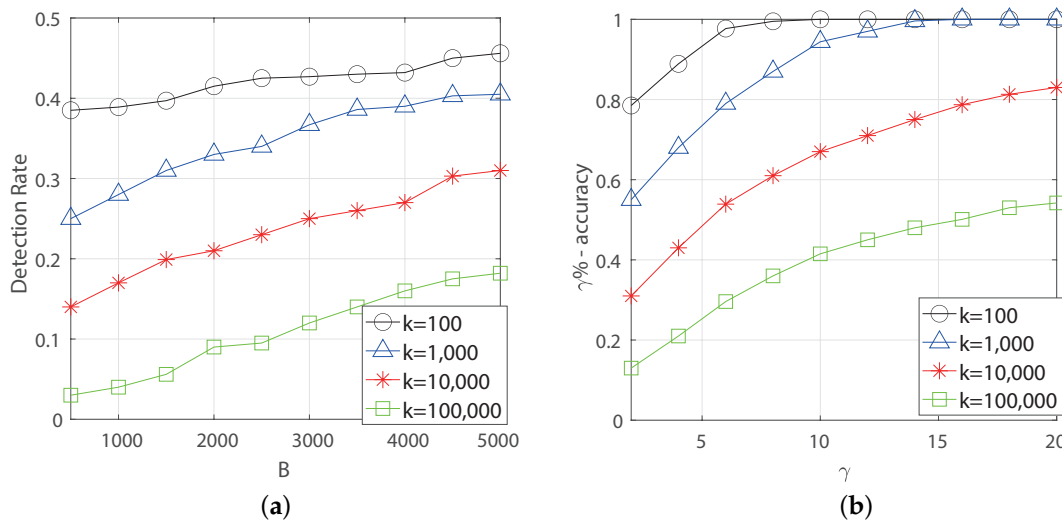 0.5
0.4
0.3
0.2
0.1
0
Detection Rate
1000
2000
3000
4000
5000
B
k=100
k=1,000
k=10,000
k=100,000
(a)
1
0.8
0.6
0.4
0.2
0
γ% - accuracy
5
10
15
20
γ
k=100
k=1,000
k=10,000
k=100,000
(b)